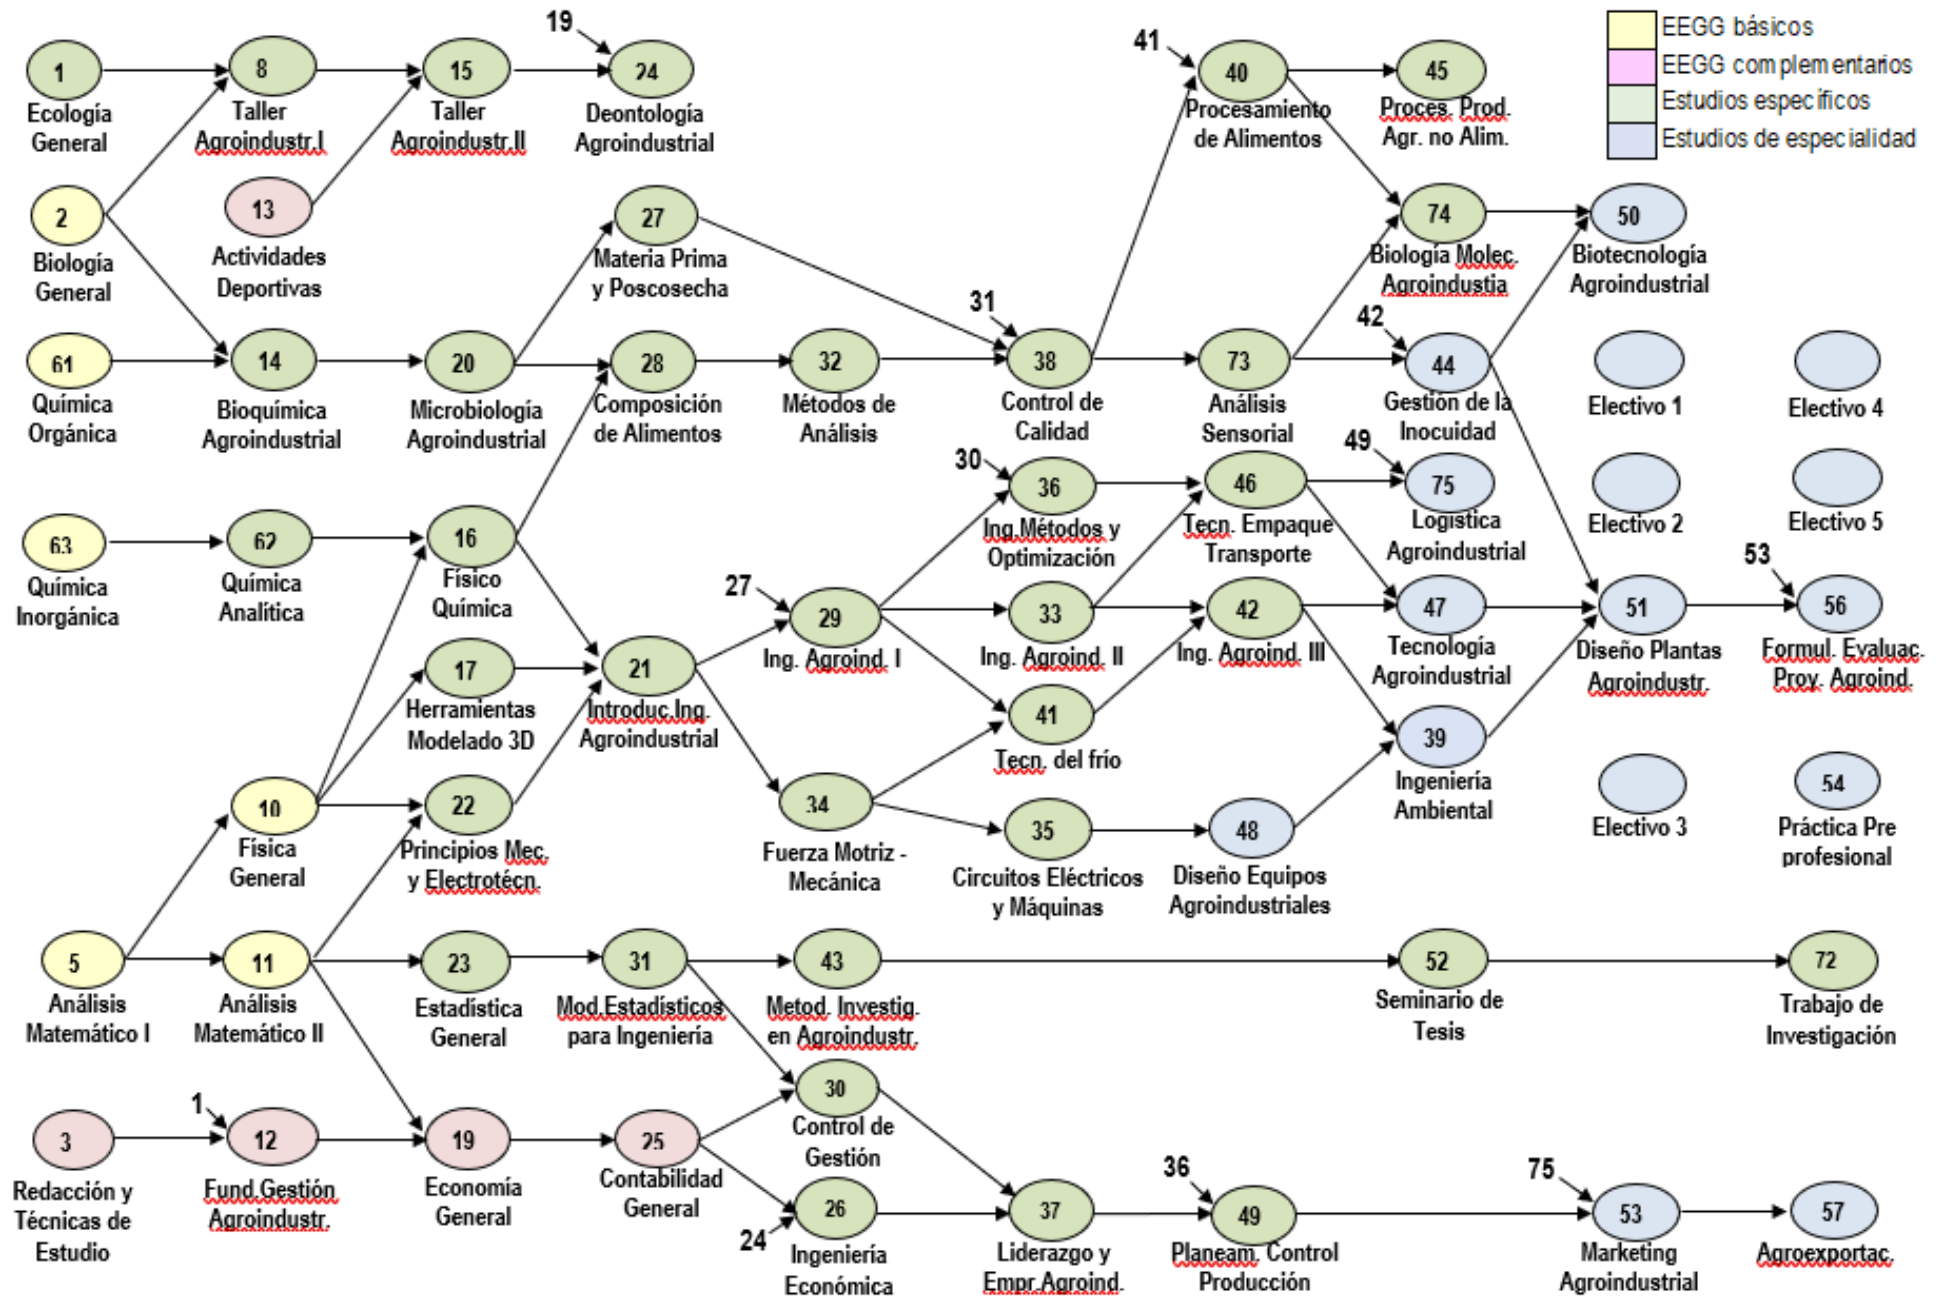 19
41
EEGG básicos
EEGG complementarios
Estudios específicos
Estudios de especialidad
1
8
15
24
40
45
Ecología
General
Taller
Agroindustr.I
Taller
Agroindustr.II
Deontología
Agroindustrial
Procesamiento
de Alimentos
Proces. Prod.
Agr. no Alim.
2
13
27
74
50
Biología
General
Actividades
Deportivas
Materia Prima
y Poscosecha
Biología Molec.
Agroindustia
Biotecnología
Agroindustrial
31
42
61
14
20
28
32
38
73
44
Química
Orgánica
Bioquímica
Agroindustrial
Microbiología
Agroindustrial
Composición
de Alimentos
Métodos de
Análisis
Control de
Calidad
Análisis
Sensorial
Gestión de la
Inocuidad
Electivo 1
Electivo 4
30
49
63
62
16
36
46
75
Química
Inorgánica
Química
Analítica
Físico
Química
Ing.Métodos y
Optimización
Tecn. Empaque
Transporte
Logística
Agroindustrial
Electivo 2
Electivo 5
27
53
17
21
29
33
42
47
51
56
Herramientas
Modelado 3D
Introduc.Ing.
Agroindustrial
Ing. Agroind. I
Ing. Agroind. II
Ing. Agroind. III
Tecnología
Agroindustrial
Diseño Plantas
Agroindustr.
Formul. Evaluac.
Proy. Agroind.
41
39
Tecn. del frío
Ingeniería
Ambiental
10
22
34
35
48
54
Física
General
Principios Mec.
y Electrotécn.
Fuerza Motriz -
Mecánica
Circuitos Eléctricos
y Máquinas
Diseño Equipos
Agroindustriales
Electivo 3
Práctica Pre
profesional
5
11
23
31
43
52
72
Análisis
Matemático I
Análisis
Matemático II
Estadística
General
Mod.Estadísticos
para Ingeniería
Metod. Investig.
en Agroindustr.
Seminario de
Tesis
Trabajo de
Investigación
1
30
Control de
Gestión
3
12
19
25
Redacción y
Técnicas de
Estudio
Fund.Gestión
Agroindustr.
Economía
General
Contabilidad
General
24
36
75
26
37
49
53
57
Ingeniería
Económica
Liderazgo y
Empr.Agroind.
Planeam. Control
Producción
Marketing
Agroindustrial
Agroexportac.